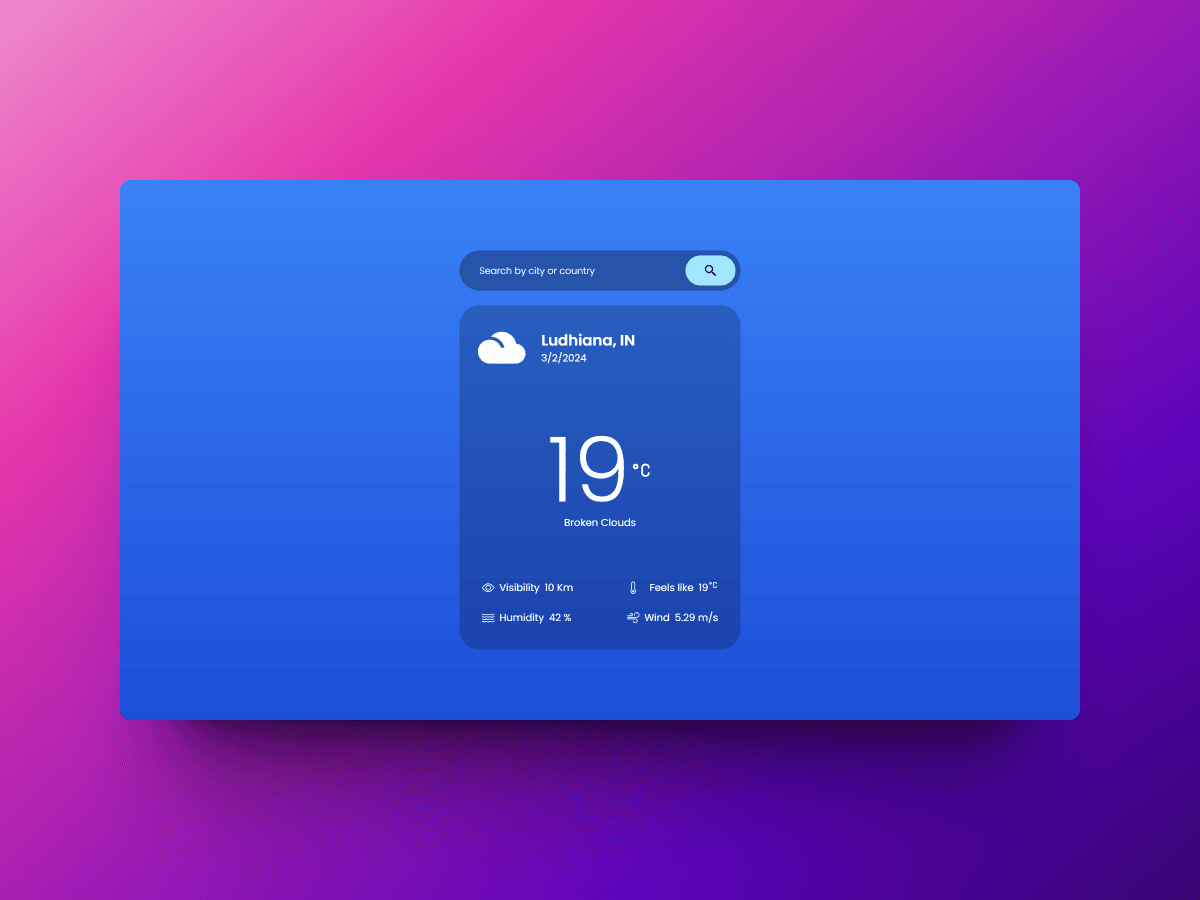 Search by city or country
Ludhiana, IN
3/2/2024
19 °C
Broken Clouds
Visibility 10 Km
Feels like 19°C
Humidity 42 %
Wind 5.29 m/s